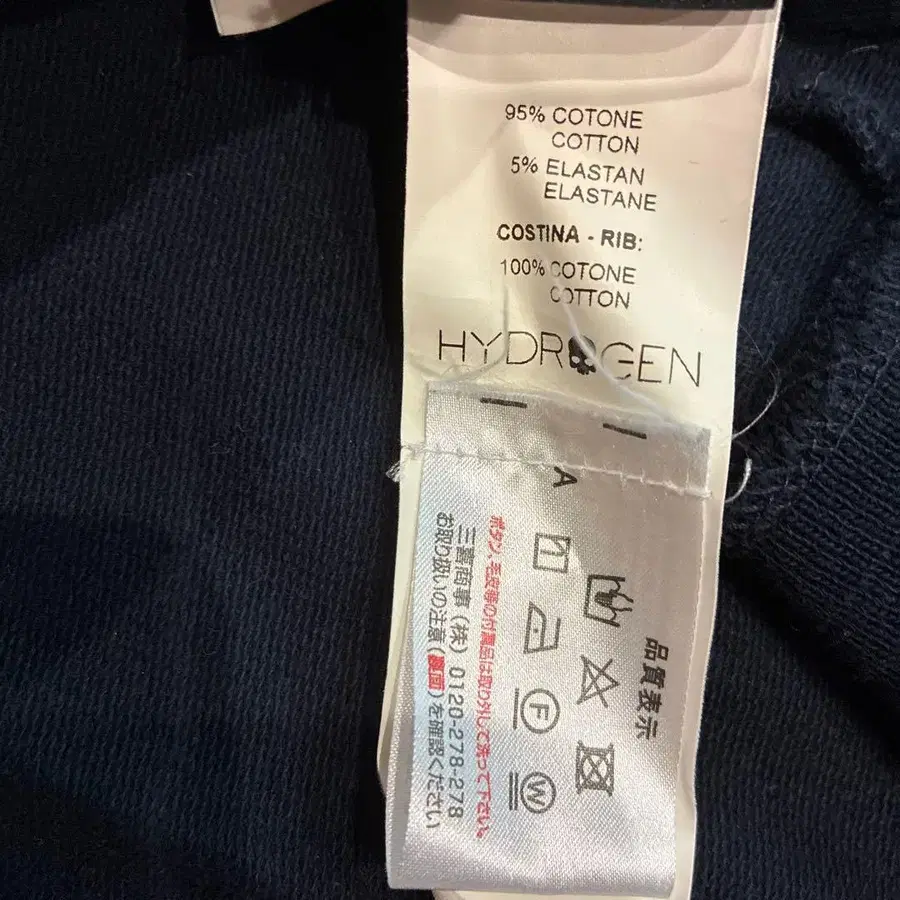 95% COTONE
COTTON
5% ELASTAN
ELASTANE
COSTINA - RIB:
100% COTONE
COTTON
HYDROGEN
A
品質表示
F
W
ボタン、毛皮等の付属品は取り外して洗って下さい。
三喜商事(株) 0120-278-278
お取り扱いの注意(裏面)を確認ください